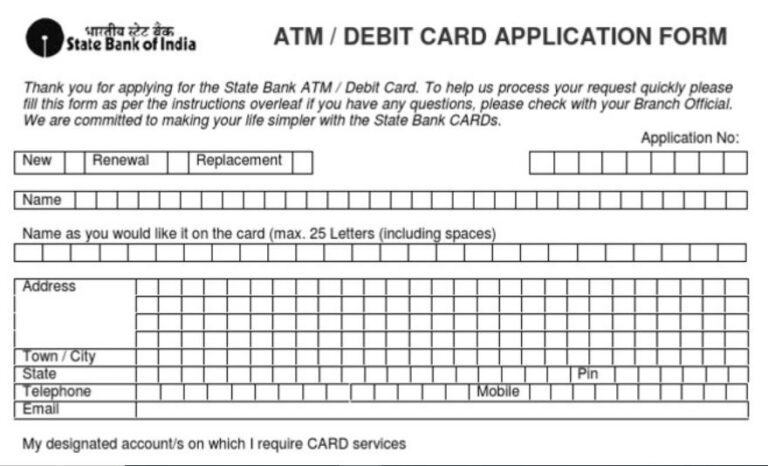 भारतीय स्टेट बैंक
State Bank of India
ATM / DEBIT CARD APPLICATION FORM
Thank you for applying for the State Bank ATM / Debit Card. To help us process your request quickly please
fill this form as per the instructions overleaf if you have any questions, please check with your Branch Official.
We are committed to making your life simpler with the State Bank CARDs.
Application No:
New Renewal Replacement
Name
Name as you would like it on the card (max. 25 Letters (including spaces)
Address
Town / City
State Pin
Telephone Mobile
Email
My designated account/s on which I require CARD services